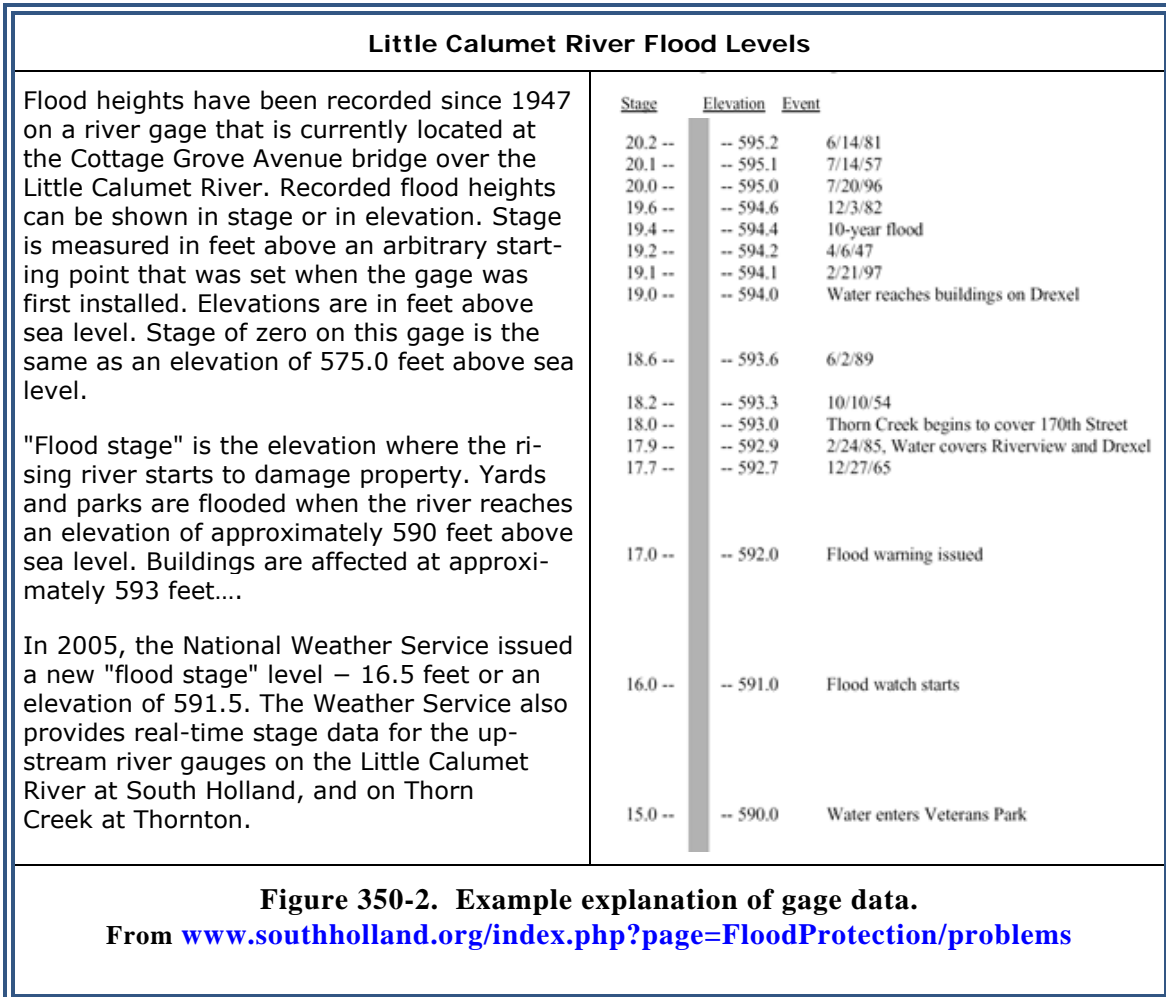 Little Calumet River Flood Levels
Flood heights have been recorded since 1947
on a river gage that is currently located at
the Cottage Grove Avenue bridge over the
Little Calumet River. Recorded flood heights
can be shown in stage or in elevation. Stage
is measured in feet above an arbitrary start-
ing point that was set when the gage was
first installed. Elevations are in feet above
sea level. Stage of zero on this gage is the
same as an elevation of 575.0 feet above sea
level.
"Flood stage" is the elevation where the ri-
sing river starts to damage property. Yards
and parks are flooded when the river reaches
an elevation of approximately 590 feet above
sea level. Buildings are affected at approxi-
mately 593 feet….
In 2005, the National Weather Service issued
a new "flood stage" level – 16.5 feet or an
elevation of 591.5. The Weather Service also
provides real-time stage data for the up-
stream river gauges on the Little Calumet
River at South Holland, and on Thorn
Creek at Thornton.
Stage Elevation Event
20.2 -- -- 595.2 6/14/81
20.1 -- -- 595.1 7/14/57
20.0 -- -- 595.0 7/20/96
19.6 -- -- 594.6 12/3/82
19.4 -- -- 594.4 10-year flood
19.2 -- -- 594.2 4/6/47
19.1 -- -- 594.1 2/21/97
19.0 -- -- 594.0 Water reaches buildings on Drexel
18.6 -- -- 593.6 6/2/89
18.2 -- -- 593.3 10/10/54
18.0 -- -- 593.0 Thorn Creek begins to cover 170th Street
17.9 -- -- 592.9 2/24/85, Water covers Riverview and Drexel
17.7 -- -- 592.7 12/27/65
17.0 -- -- 592.0 Flood warning issued
16.0 -- -- 591.0 Flood watch starts
15.0 -- -- 590.0 Water enters Veterans Park
Figure 350-2. Example explanation of gage data.
From www.southholland.org/index.php?page=FloodProtection/problems